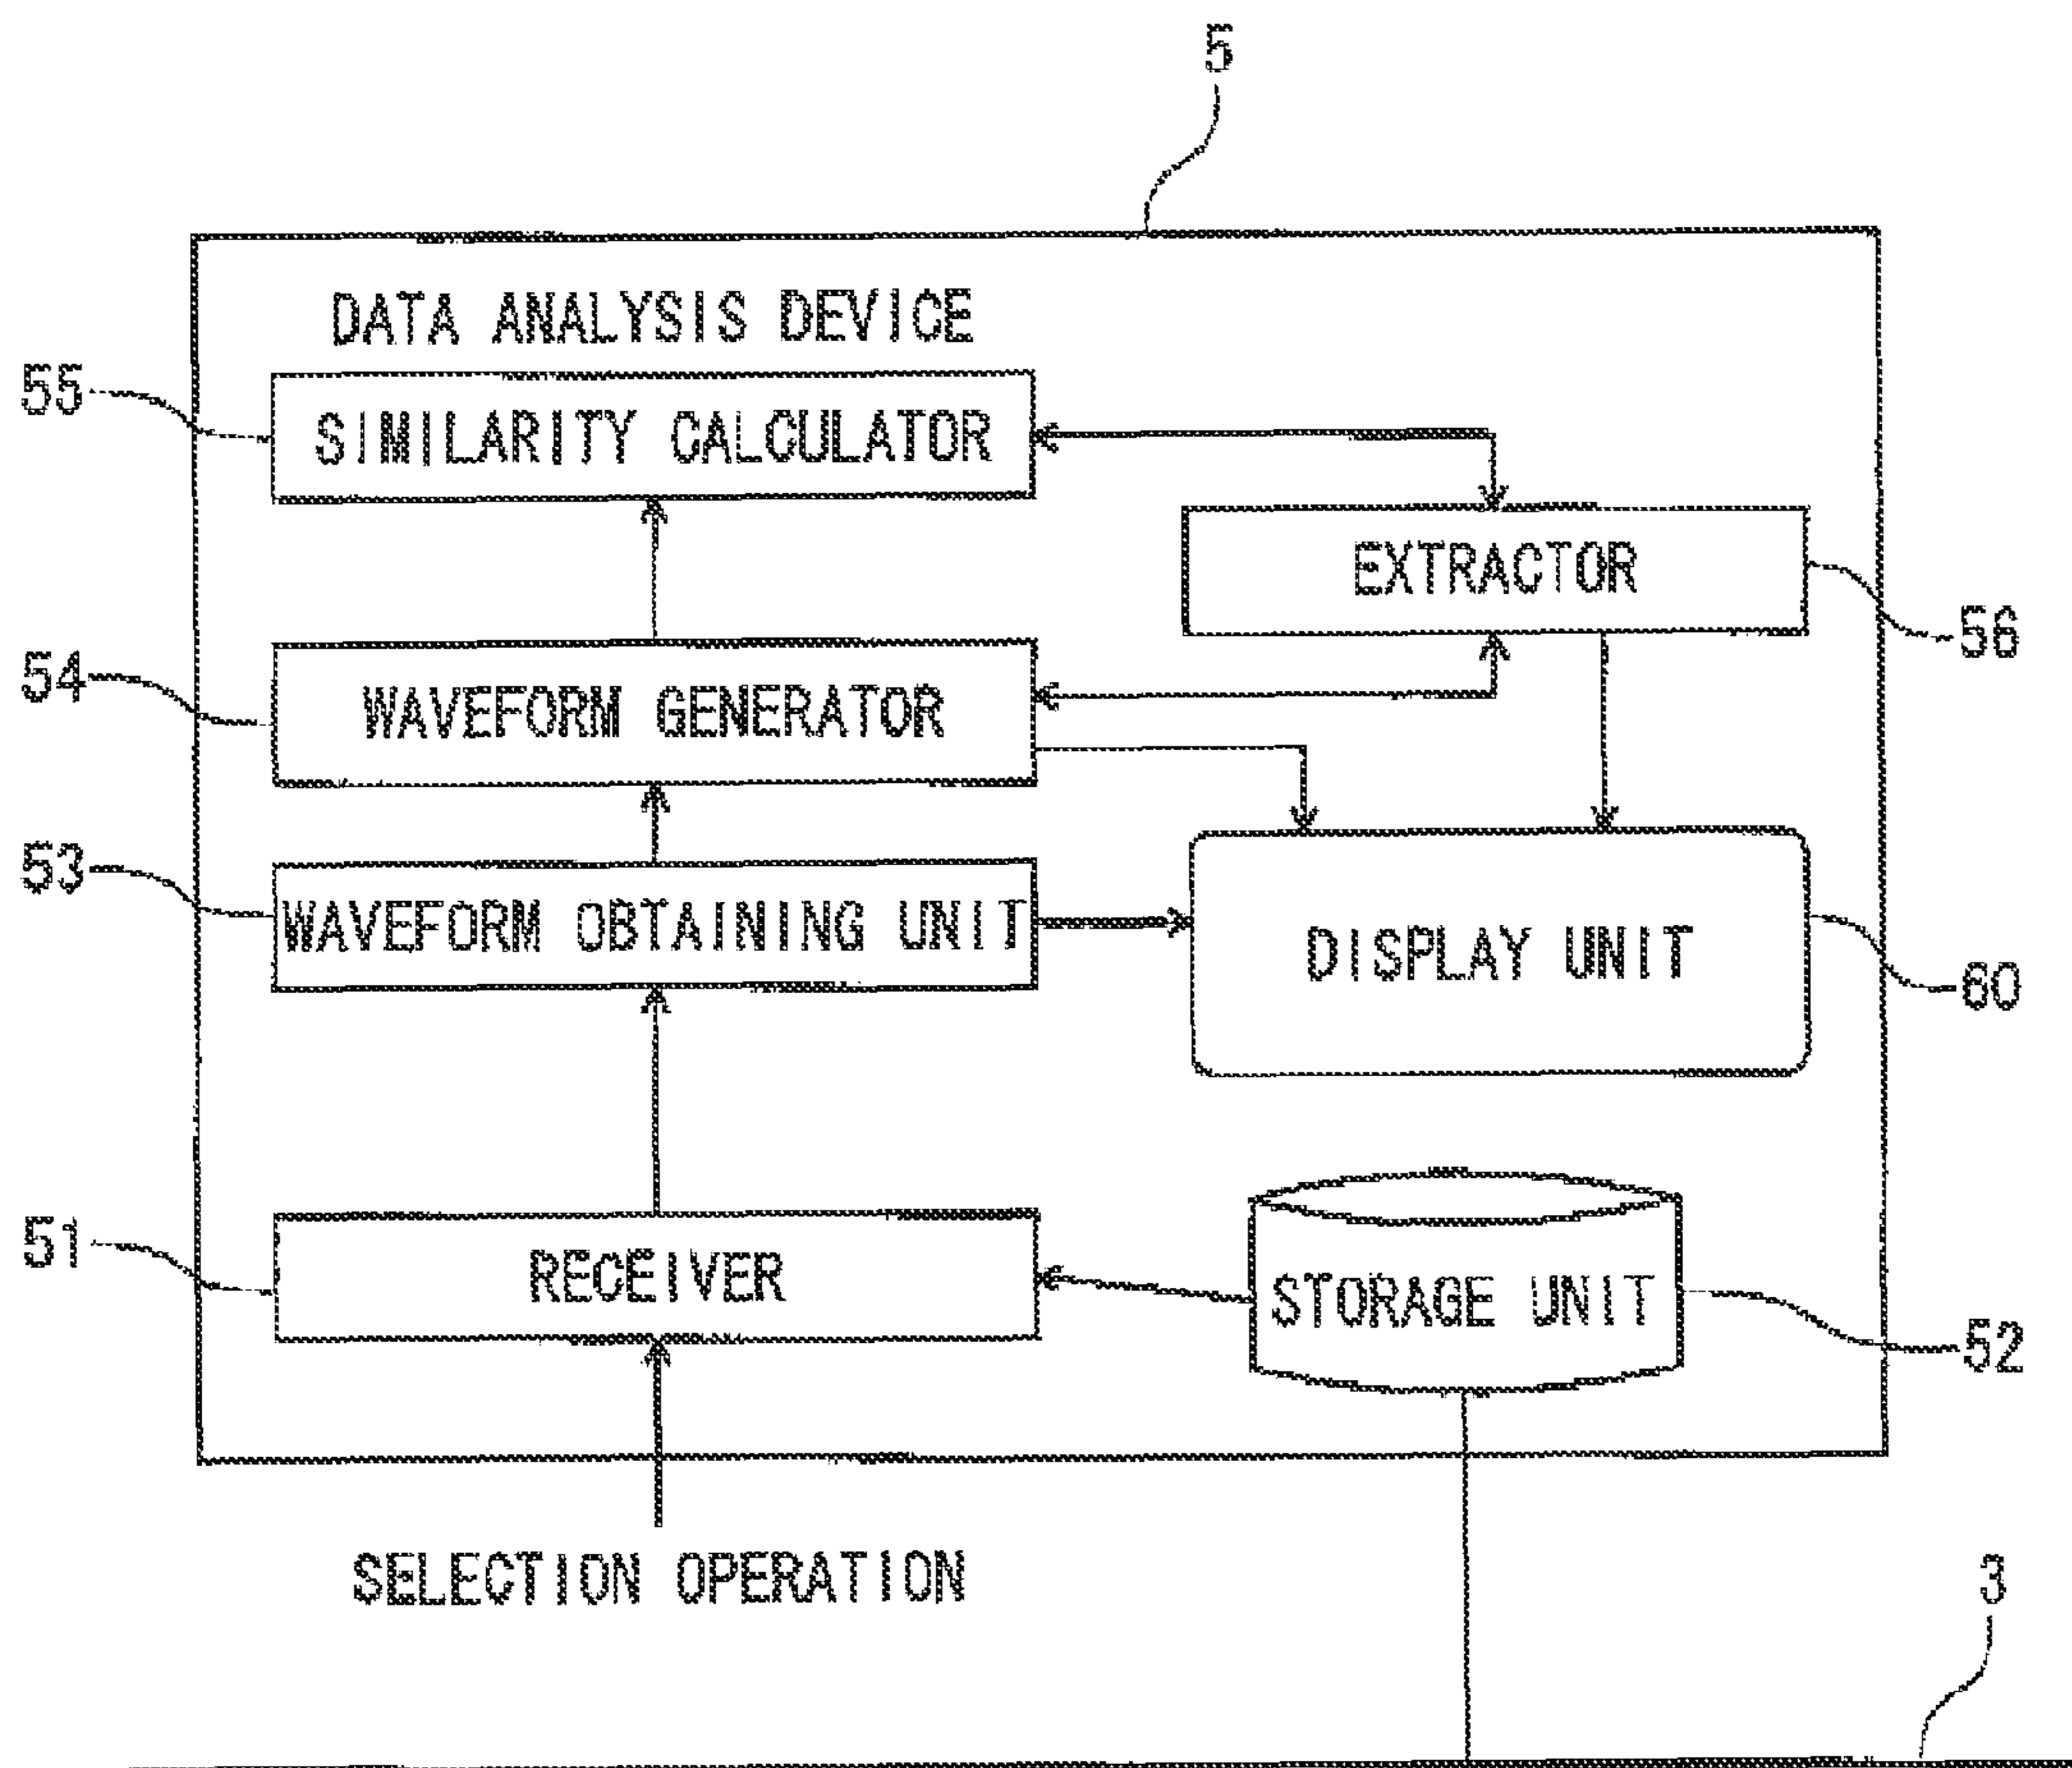 5
DATA ANALYSIS DEVICE
55
SIMILARITY CALCULATOR
EXTRACTOR
56
54
WAVEFORM GENERATOR
53
WAVEFORM OBTAINING UNIT
DISPLAY UNIT
60
51
RECEIVER
STORAGE UNIT
52
SELECTION OPERATION
3